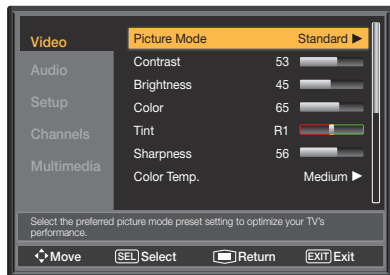 Video
Audio
Setup
Channels
Multimedia
Picture Mode Standard
Contrast 53
Brightness 45
Color 65
Tint R1
Sharpness 56
Color Temp. Medium
Select the preferred picture mode preset setting to optimize your TV's
performance.
Move SEL Select Return EXIT Exit